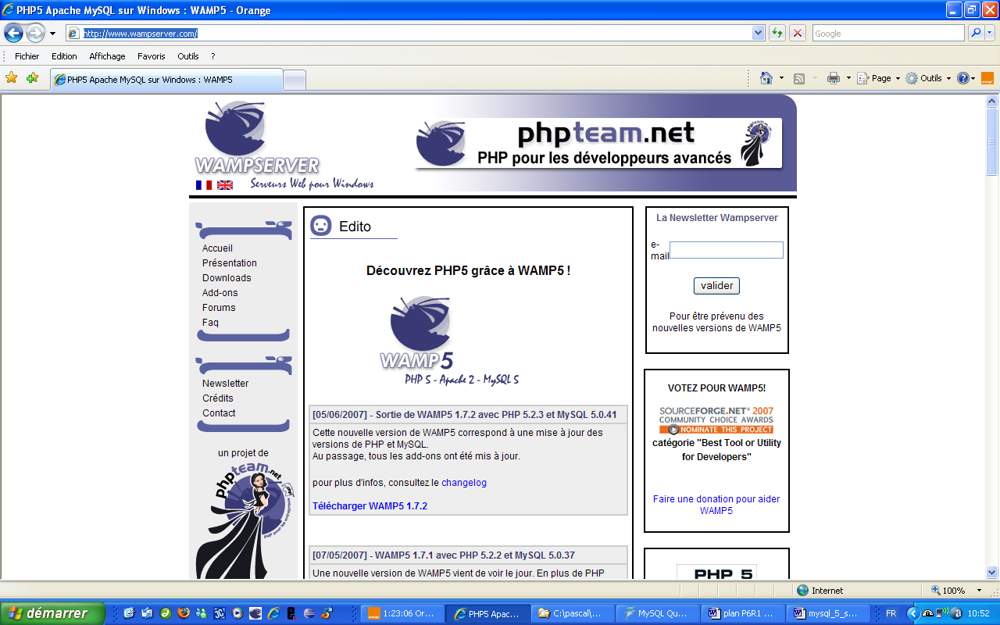 PHP5 Apache MySQL sur Windows : WAMP5 - Orange
http://www.wampserver.com/
Google
Fichier Edition Affichage Favoris Outils ?
PHP5 Apache MySQL sur Windows : WAMP5
Page Outils
WAMPSERVER
Serveurs Web pour Windows
phpteam.net
PHP pour les développeurs avancés
Accueil
Présentation
Downloads
Add-ons
Forums
Faq
Newsletter
Crédits
Contact
un projet de
phpteam.net
PHP pour les entreprises
Edito
Découvrez PHP5 grâce à WAMP5 !
WAMP5
PHP 5 - Apache 2 - MySQL 5
[05/06/2007] - Sortie de WAMP5 1.7.2 avec PHP 5.2.3 et MySQL 5.0.41
Cette nouvelle version de WAMP5 correspond à une mise à jour des
versions de PHP et MySQL.
Au passage, tous les add-ons ont été mis à jour.
pour plus d'infos, consultez le changelog
Télécharger WAMP5 1.7.2
[07/05/2007] - WAMP5 1.7.1 avec PHP 5.2.2 et MySQL 5.0.37
Une nouvelle version de WAMP5 vient de voir le jour. En plus de PHP
La Newsletter Wampserver
e-
mail
valider
Pour être prévenu des
nouvelles versions de WAMP5
VOTEZ POUR WAMP5!
SOURCEFORGE.NET® 2007
COMMUNITY CHOICE AWARDS
NOMINATE THIS PROJECT
catégorie "Best Tool or Utility
for Developers"
Faire une donation pour aider
WAMP5
PHP 5
Internet 100%
démarrer
1:23:06 Or...
PHP5 Apac...
C:\pascal\...
MySQL Qu...
plan P6R1 ...
mysql_5_s...
FR
10:52